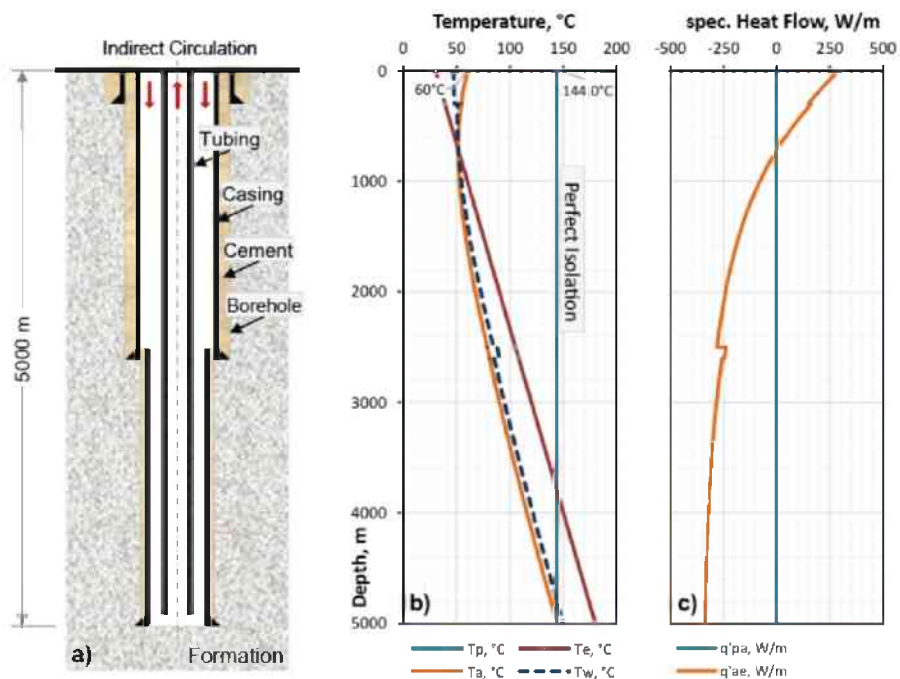 Indirect Circulation
Tubing
Casing
Cement
Borehole
5000 m
a)
Formation
Temperature, °C
0
50
100
150
200
0
1000
2000
3000
4000
5000
60°C
144.0°C
Perfect Isolation
Depth, m
b)
Tp, °C
Te, °C
Ta, °C
Tw, °C
spec. Heat Flow, W/m
-500
-250
0
250
500
c)
q'pa, W/m
q'ae, W/m